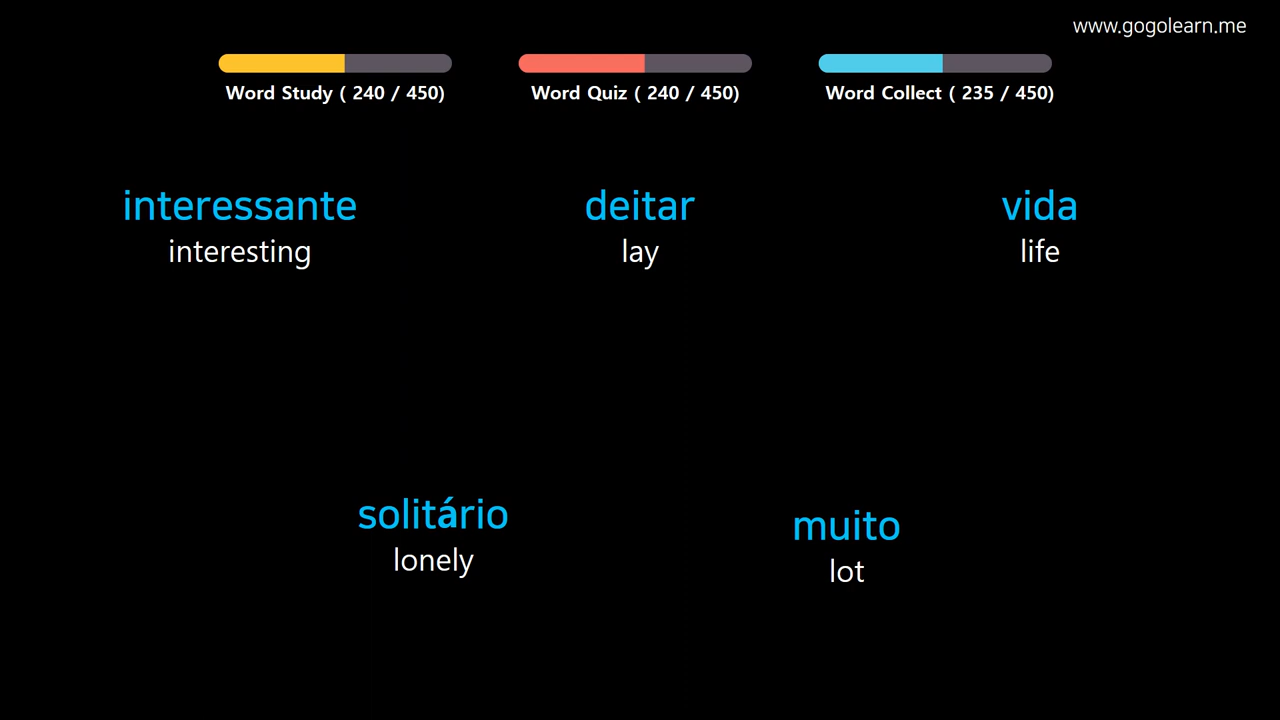 www.gogolearn.me
Word Study ( 240 / 450)
Word Quiz ( 240 / 450)
Word Collect ( 235 / 450)
interessante
interesting
deitar
lay
vida
life
solitário
lonely
muito
lot